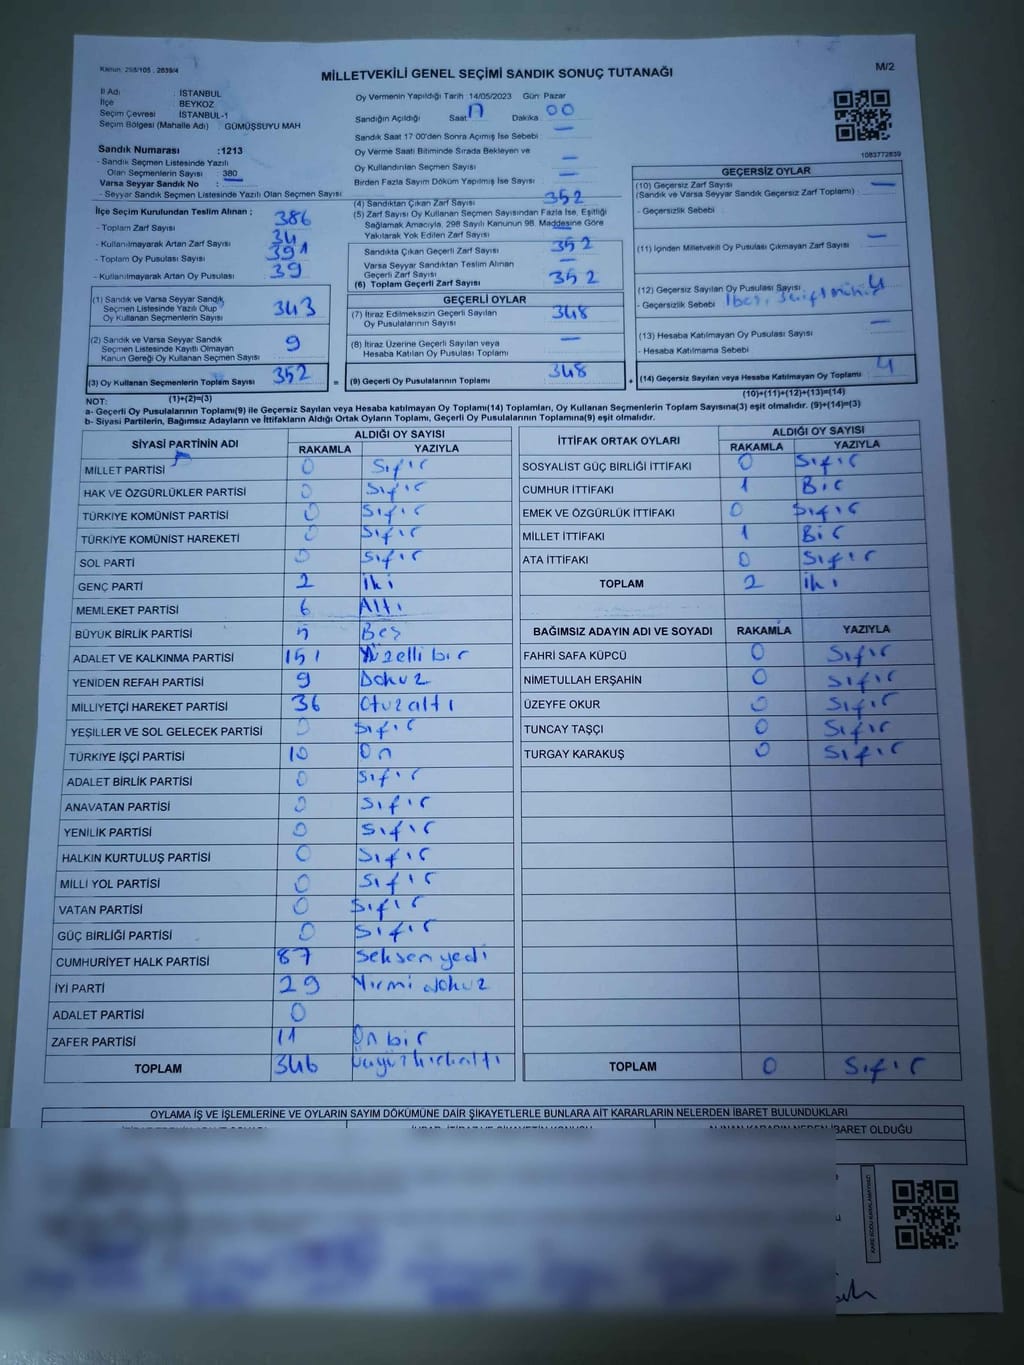 Kanun: 298/105, 2839/4
MİLLETVEKİLİ GENEL SEÇİMİ SANDIK SONUÇ TUTANAĞI
M/2
İl Adı : İSTANBUL
İlçe : BEYKOZ
Seçim Çevresi : İSTANBUL-1
Seçim Bölgesi (Mahalle Adı) : GÜMÜŞSUYU MAH
Sandık Numarası :1213
- Sandık Seçmen Listesinde Yazılı
Olan Seçmenlerin Sayısı : 380
Varsa Seyyar Sandık No : —
- Seyyar Sandık Seçmen Listesinde Yazılı Olan Seçmen Sayısı:
Oy Vermenin Yapıldığı Tarih :14/05/2023 Gün: Pazar
Sandığın Açıldığı Saat: 17 Dakika: 00
Sandık Saat 17:00'den Sonra Açılmış İse Sebebi : —
Oy Verme Saati Bitiminde Sırada Bekleyen ve
Oy Kullandırılan Seçmen Sayısı : —
Birden Fazla Sayım Döküm Yapılmış İse Sayısı : —
1083772839
İlçe Seçim Kurulundan Teslim Alınan ;
- Toplam Zarf Sayısı : 386
- Kullanılmayarak Artan Zarf Sayısı : 34
- Toplam Oy Pusulası Sayısı : 391
- Kullanılmayarak Artan Oy Pusulası : 39
(4) Sandıktan Çıkan Zarf Sayısı : 352
(5) Zarf Sayısı Oy Kullanan Seçmen Sayısından Fazla İse, Eşitliği
Sağlamak Amacıyla, 298 Sayılı Kanunun 98. Maddesine Göre
Yakılarak Yok Edilen Zarf Sayısı : —
Sandıkta Çıkan Geçerli Zarf Sayısı : 352
Varsa Seyyar Sandıktan Teslim Alınan
Geçerli Zarf Sayısı : —
(6) Toplam Geçerli Zarf Sayısı : 352
GEÇERSİZ OYLAR
(10) Geçersiz Zarf Sayısı : —
(Sandık ve Varsa Seyyar Sandık Geçersiz Zarf Toplamı)
- Geçersizlik Sebebi :
(11) İçinden Milletvekili Oy Pusulası Çıkmayan Zarf Sayısı : —
(12) Geçersiz Sayılan Oy Pusulası Sayısı : 4
- Geçersizlik Sebebi :
(13) Hesaba Katılmayan Oy Pusulası Sayısı : —
- Hesaba Katılmama Sebebi :
(14) Geçersiz Sayılan veya Hesaba Katılmayan Oy Toplamı : 4
(1) Sandık ve Varsa Seyyar Sandık
Seçmen Listesinde Yazılı Olup
Oy Kullanan Seçmenlerin Sayısı : 343
(2) Sandık ve Varsa Seyyar Sandık
Seçmen Listesinde Kayıtlı Olmayan
Kanun Gereği Oy Kullanan Seçmen Sayısı : 9
(3) Oy Kullanan Seçmenlerin Toplam Sayısı : 352
GEÇERLİ OYLAR
(7) İtiraz Edilmeksizin Geçerli Sayılan
Oy Pusulalarının Sayısı : 348
(8) İtiraz Üzerine Geçerli Sayılan veya
Hesaba Katılan Oy Pusulası Toplamı : —
= (9) Geçerli Oy Pusulalarının Toplamı : 348 +
NOT: (1)+(2)=(3) (10)+(11)+(12)+(13)=(14)
a- Geçerli Oy Pusulalarının Toplamı(9) ile Geçersiz Sayılan veya Hesaba Katılmayan Oy Toplamı(14) Toplamları, Oy Kullanan Seçmenlerin Toplam Sayısına(3) eşit olmalıdır. (9)+(14)=(3)
b- Siyasi Partilerin, Bağımsız Adayların ve İttifakların Aldığı Ortak Oyların Toplamı, Geçerli Oy Pusulalarının Toplamına(9) eşit olmalıdır.
SİYASİ PARTİNİN ADI ALDIĞI OY SAYISI
RAKAMLA YAZIYLA
MİLLET PARTİSİ 0 Sıfır
HAK VE ÖZGÜRLÜKLER PARTİSİ 0 Sıfır
TÜRKİYE KOMÜNİST PARTİSİ 0 Sıfır
TÜRKİYE KOMÜNİST HAREKETİ 0 Sıfır
SOL PARTİ 0 Sıfır
GENÇ PARTİ 2 iki
MEMLEKET PARTİSİ 6 Altı
BÜYÜK BİRLİK PARTİSİ 5 Beş
ADALET VE KALKINMA PARTİSİ 151 Yüzelli bir
YENİDEN REFAH PARTİSİ 9 Dokuz
MİLLİYETÇİ HAREKET PARTİSİ 36 Otuzaltı
YEŞİLLER VE SOL GELECEK PARTİSİ 0 Sıfır
TÜRKİYE İŞÇİ PARTİSİ 10 On
ADALET BİRLİK PARTİSİ 0 Sıfır
ANAVATAN PARTİSİ 0 Sıfır
YENİLİK PARTİSİ 0 Sıfır
HALKIN KURTULUŞ PARTİSİ 0 Sıfır
MİLLİ YOL PARTİSİ 0 Sıfır
VATAN PARTİSİ 0 Sıfır
GÜÇ BİRLİĞİ PARTİSİ 0 Sıfır
CUMHURİYET HALK PARTİSİ 87 Seksen yedi
İYİ PARTİ 29 Yirmi dokuz
ADALET PARTİSİ 0
ZAFER PARTİSİ 11 On bir
TOPLAM 346 Üçyüzkırkaltı
İTTİFAK ORTAK OYLARI ALDIĞI OY SAYISI
RAKAMLA YAZIYLA
SOSYALİST GÜÇ BİRLİĞİ İTTİFAKI 0 Sıfır
CUMHUR İTTİFAKI 1 Bir
EMEK VE ÖZGÜRLÜK İTTİFAKI 0 Sıfır
MİLLET İTTİFAKI 1 Bir
ATA İTTİFAKI 0 Sıfır
TOPLAM 2 iki
BAĞIMSIZ ADAYIN ADI VE SOYADI RAKAMLA YAZIYLA
FAHRİ SAFA KÜPCÜ 0 Sıfır
NİMETULLAH ERŞAHİN 0 Sıfır
ÜZEYFE OKUR 0 Sıfır
TUNCAY TAŞÇI 0 Sıfır
TURGAY KARAKUŞ 0 Sıfır
TOPLAM 0 Sıfır
OYLAMA İŞ VE İŞLEMLERİNE VE OYLARIN SAYIM DÖKÜMÜNE DAİR ŞİKAYETLERLE BUNLARA AİT KARARLARIN NELERDEN İBARET BULUNDUKLARI
İBARET OLDUĞU